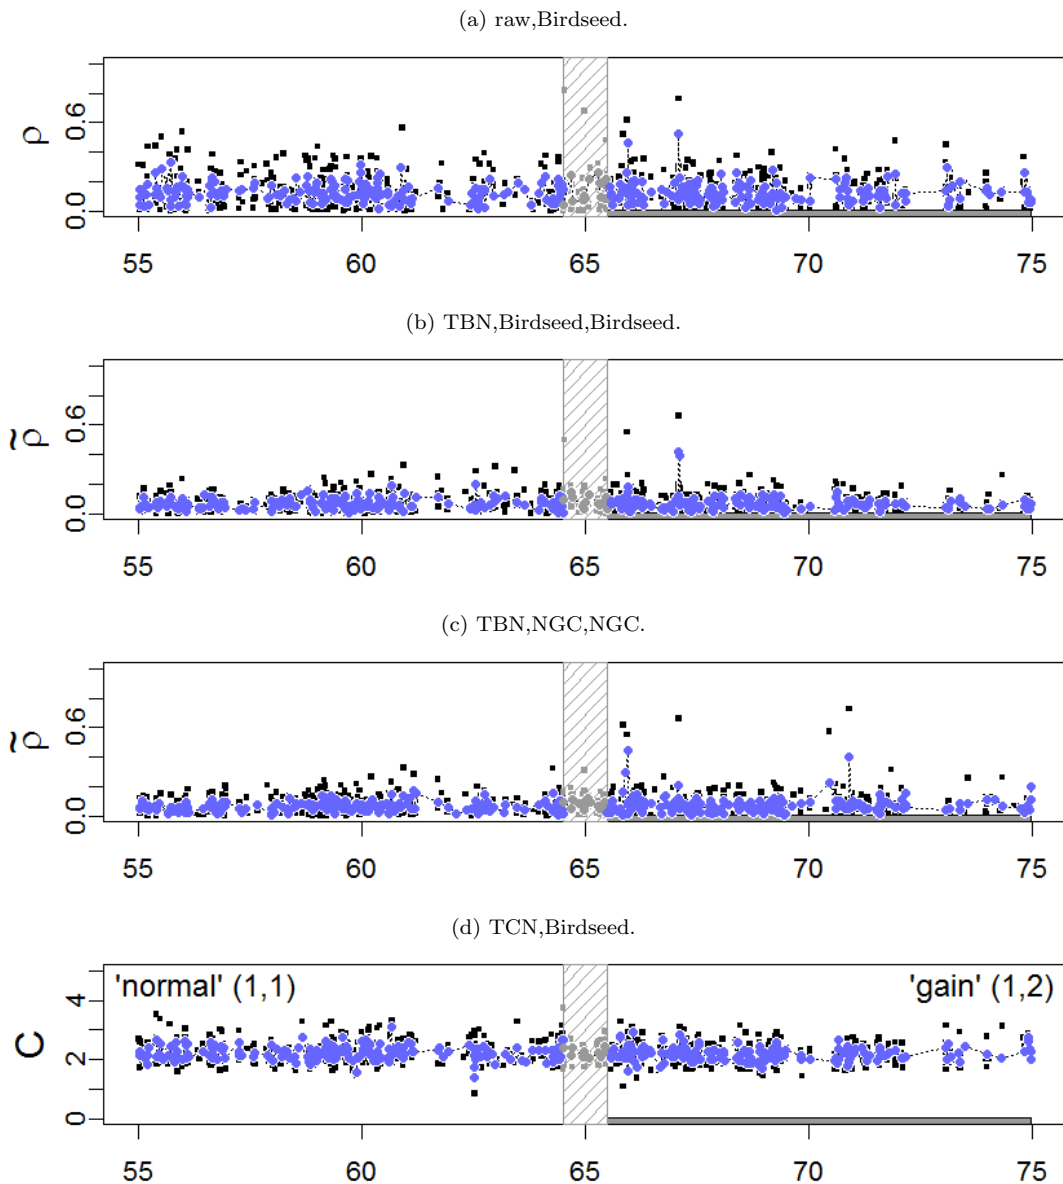 (a) raw,Birdseed.
ρ
0.0 0.6
55 60 65 70 75
(b) TBN,Birdseed,Birdseed.
ρ̃
0.0 0.6
55 60 65 70 75
(c) TBN,NGC,NGC.
ρ̃
0.0 0.6
55 60 65 70 75
(d) TCN,Birdseed.
'normal' (1,1) 'gain' (1,2)
C
0 2 4
55 60 65 70 75